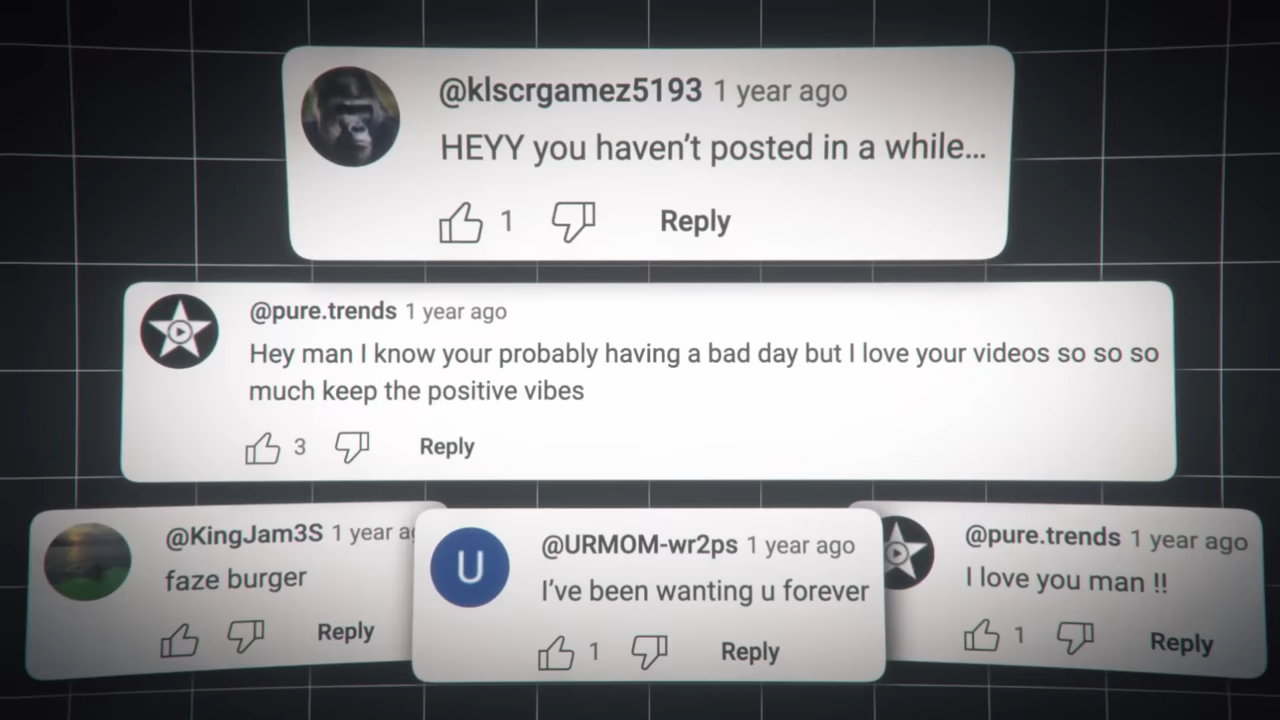 @klscrgamez5193 1 year ago
HEYY you haven't posted in a while...
1 Reply
@pure.trends 1 year ago
Hey man I know your probably having a bad day but I love your videos so so so
much keep the positive vibes
3 Reply
@KingJam3S 1 year
faze burger
Reply
U
@URMOM-wr2ps 1 year ago
I've been wanting u forever
1 Reply
@pure.trends 1 year ago
I love you man !!
1 Reply